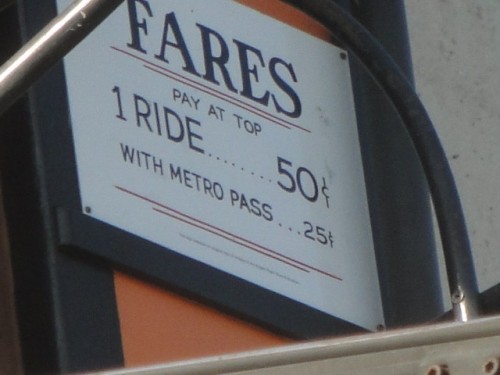 FARES
PAY AT TOP
1 RIDE........50¢
WITH METRO PASS...25¢